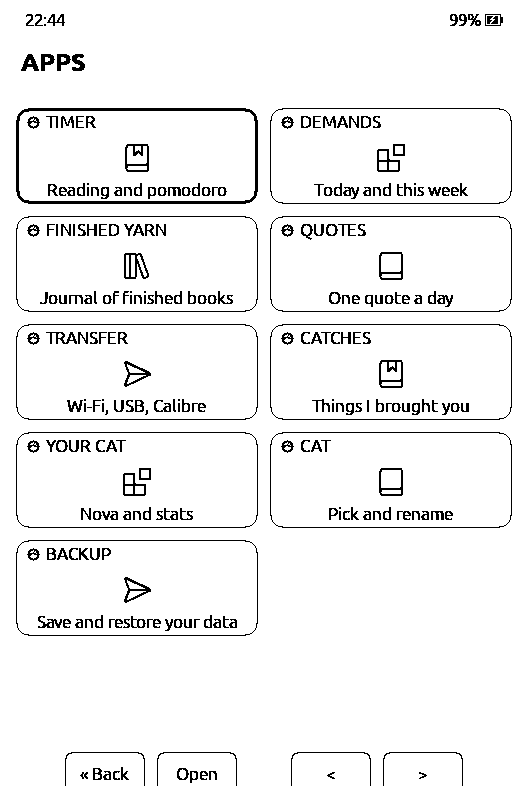 22:44
99%
APPS
TIMER
Reading and pomodoro
DEMANDS
Today and this week
FINISHED YARN
Journal of finished books
QUOTES
One quote a day
TRANSFER
Wi-Fi, USB, Calibre
CATCHES
Things I brought you
YOUR CAT
Nova and stats
CAT
Pick and rename
BACKUP
Save and restore your data
« Back
Open
<
>